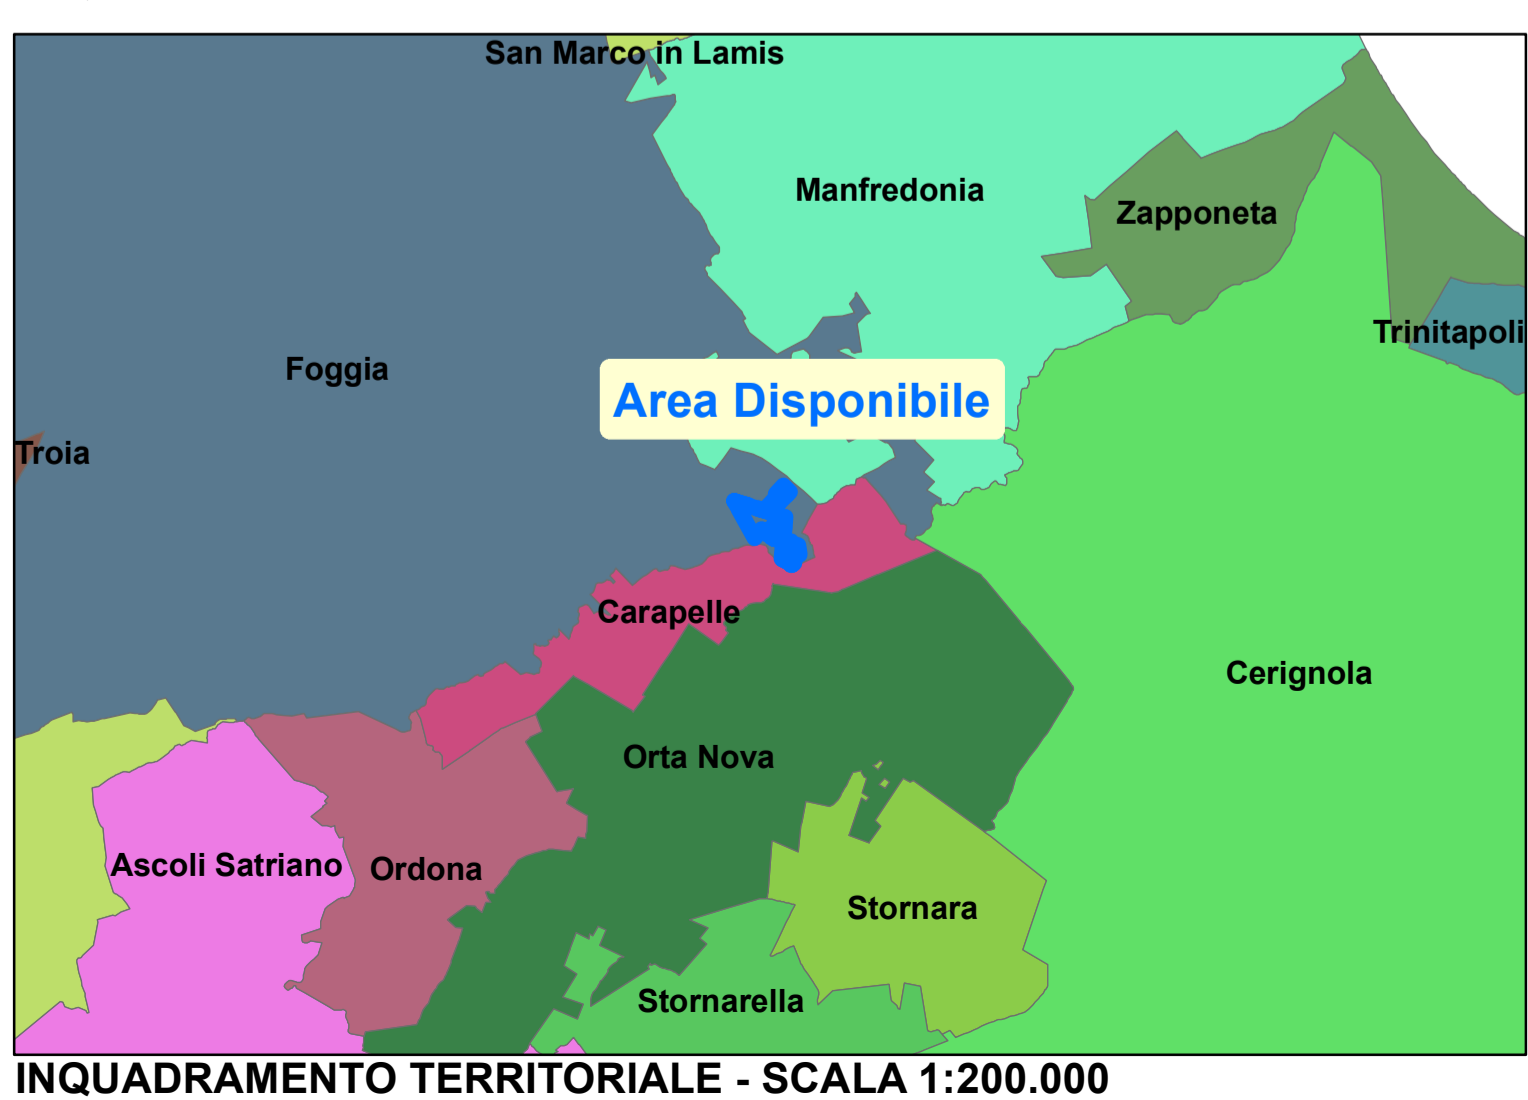 San Marco in Lamis
Manfredonia
Zapponeta
Trinitapoli
Foggia
Area Disponibile
Troia
Carapelle
Cerignola
Orta Nova
Ascoli Satriano
Ordona
Stornara
Stornarella
INQUADRAMENTO TERRITORIALE - SCALA 1:200.000